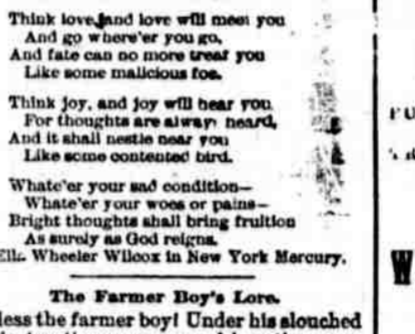 Think love, and love will meet you
And go where'er you go,
And fate can no more treat you
Like some malicious foe.
Think joy, and joy will hear you
For thoughts are always heard,
And it shall nestle near you
Like some contented bird.
Whate'er your sad condition—
Whate'er your woes or pains—
Bright thoughts shall bring fruition
As surely as God reigns.
Ella Wheeler Wilcox in New York Mercury.
The Farmer Boy's Lore.
less the farmer boy! Under his slouched